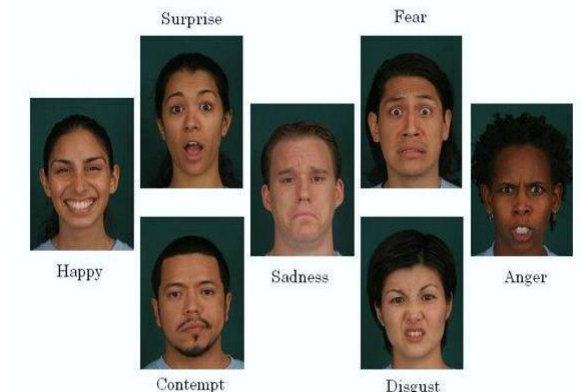 Surprise
Fear
Happy
Sadness
Anger
Contempt
Disgust